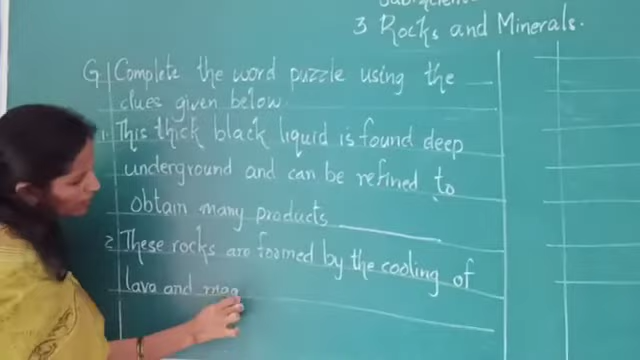 3 Rocks and Minerals.
G Complete the word puzzle using the
clues given below.
1. This thick black liquid is found deep
underground and can be refined to
obtain many products
2. These rocks are formed by the cooling of
lava and mag